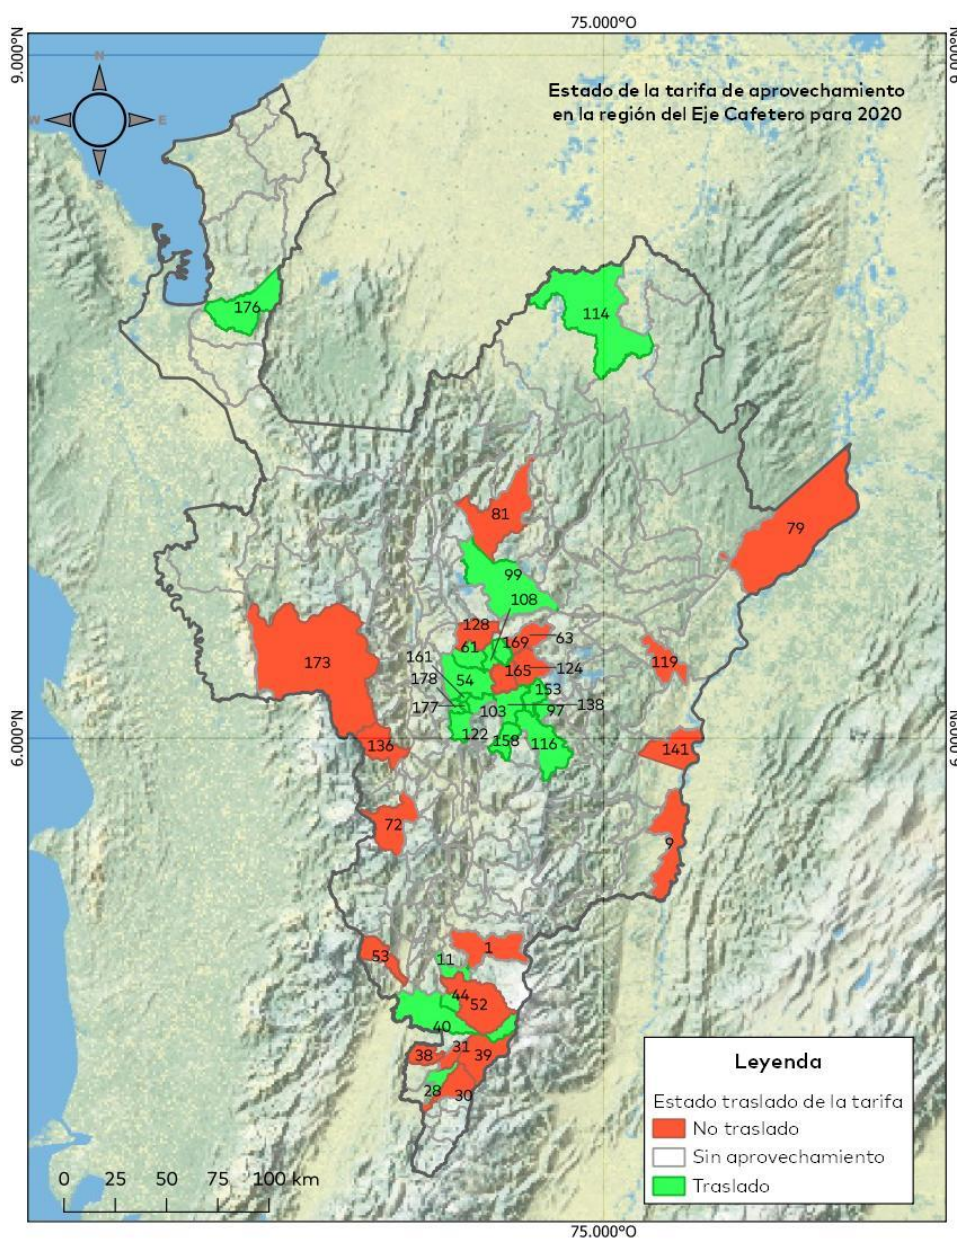 75.000°O
9.000°N
9.000°N
N
W
E
S
Estado de la tarifa de aprovechamiento
en la región del Eje Cafetero para 2020
176
114
81
79
99
108
128
169
63
61
161
173
165
124
119
54
178
153
177
103
138
97
6.000°N
6.000°N
122
158
116
136
141
72
9
53
11
1
44
52
40
31
38
39
28
30
Leyenda
Estado traslado de la tarifa
No traslado
Sin aprovechamiento
Traslado
0 25 50 75 100 km
75.000°O